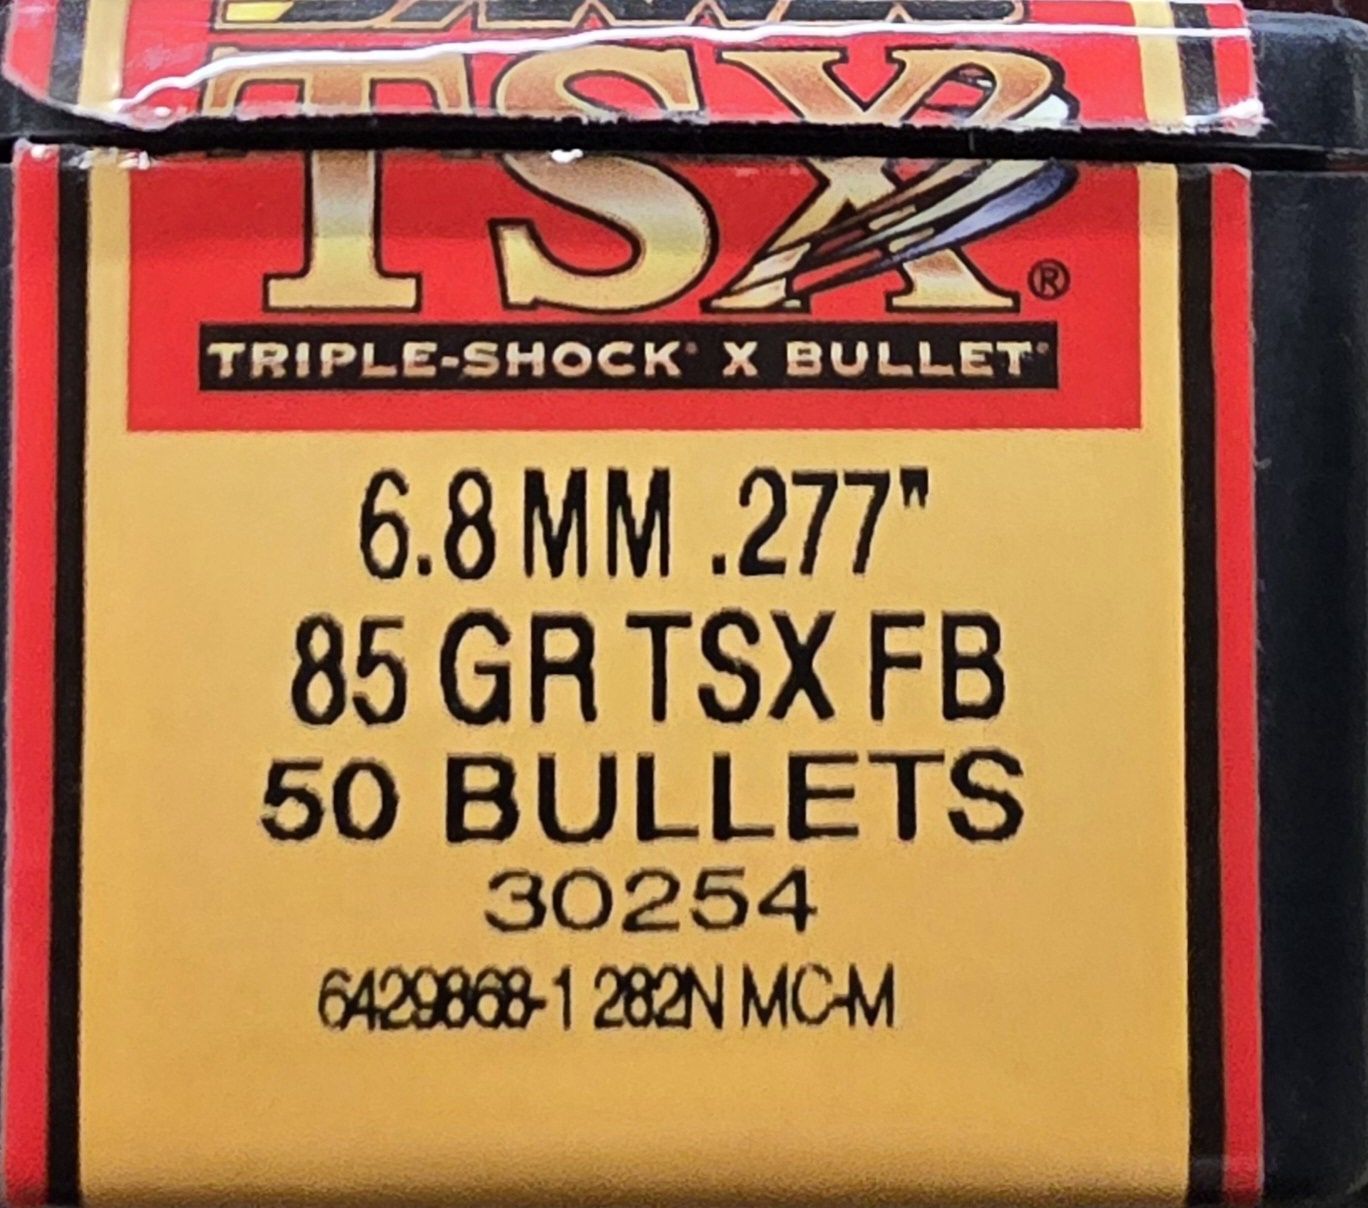 TSX®
TRIPLE-SHOCK® X BULLET®
6.8 MM .277"
85 GR TSX FB
50 BULLETS
30254
6429868-1 282N MC-M